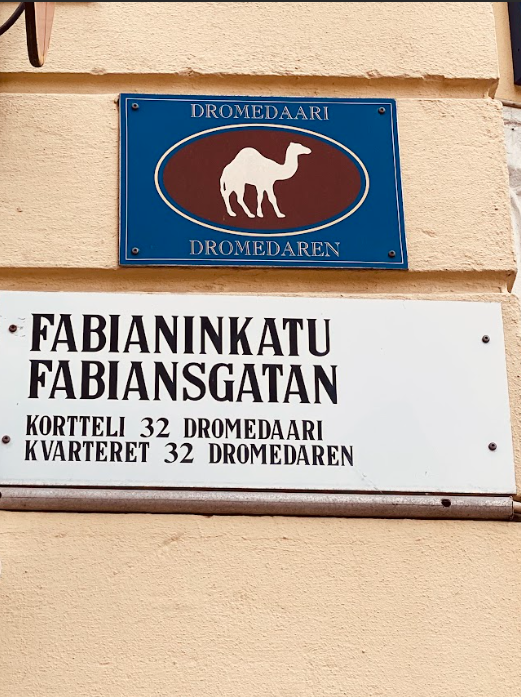 DROMEDAARI
DROMEDAREN
FABIANINKATU
FABIANSGATAN
KORTTELI 32 DROMEDAARI
KVARTERET 32 DROMEDAREN